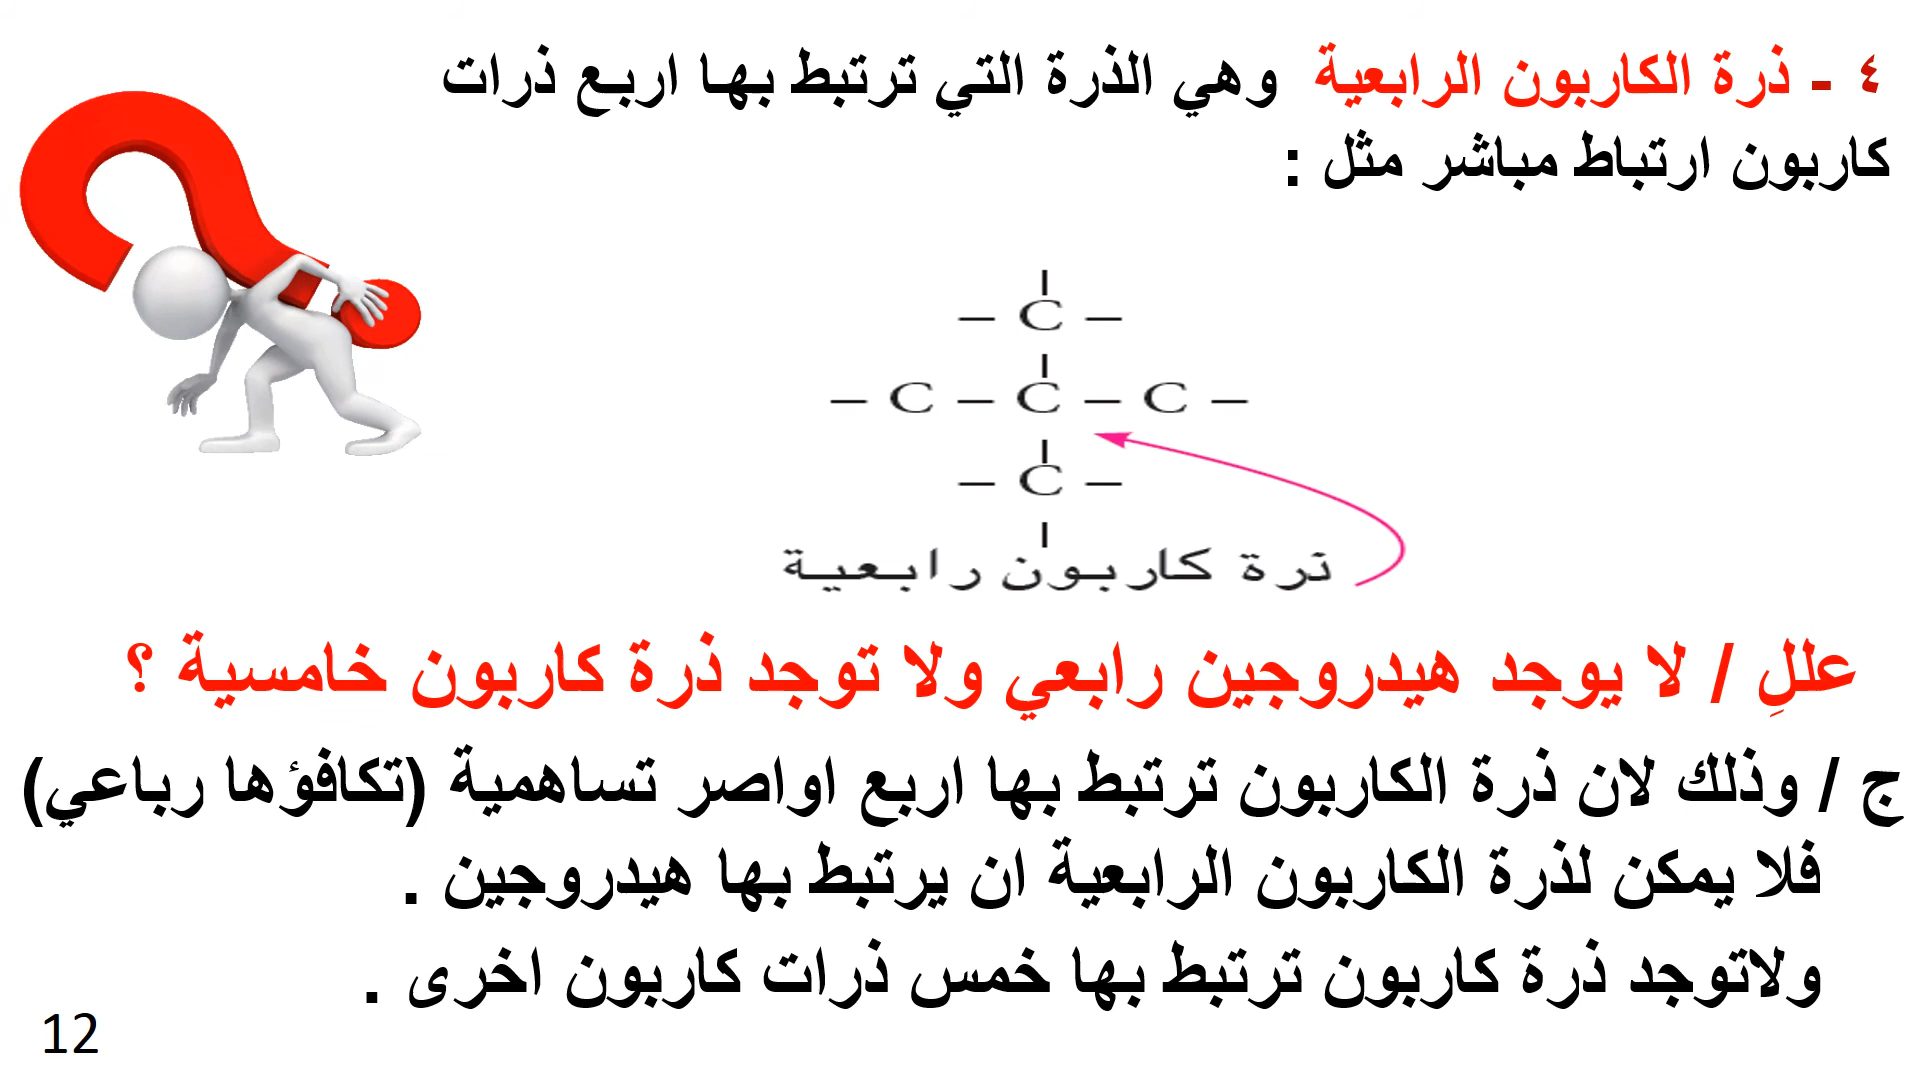 ٤ - ذرة الكاربون الرابعية وهي الذرة التي ترتبط بها اربع ذرات
كاربون ارتباط مباشر مثل :
– C –
– C – C – C –
– C –
ذرة كاربون رابعية
عللِ / لا يوجد هيدروجين رابعي ولا توجد ذرة كاربون خامسية ؟
ج / وذلك لان ذرة الكاربون ترتبط بها اربع اواصر تساهمية (تكافؤها رباعي)
فلا يمكن لذرة الكاربون الرابعية ان يرتبط بها هيدروجين .
ولاتوجد ذرة كاربون ترتبط بها خمس ذرات كاربون اخرى .
12